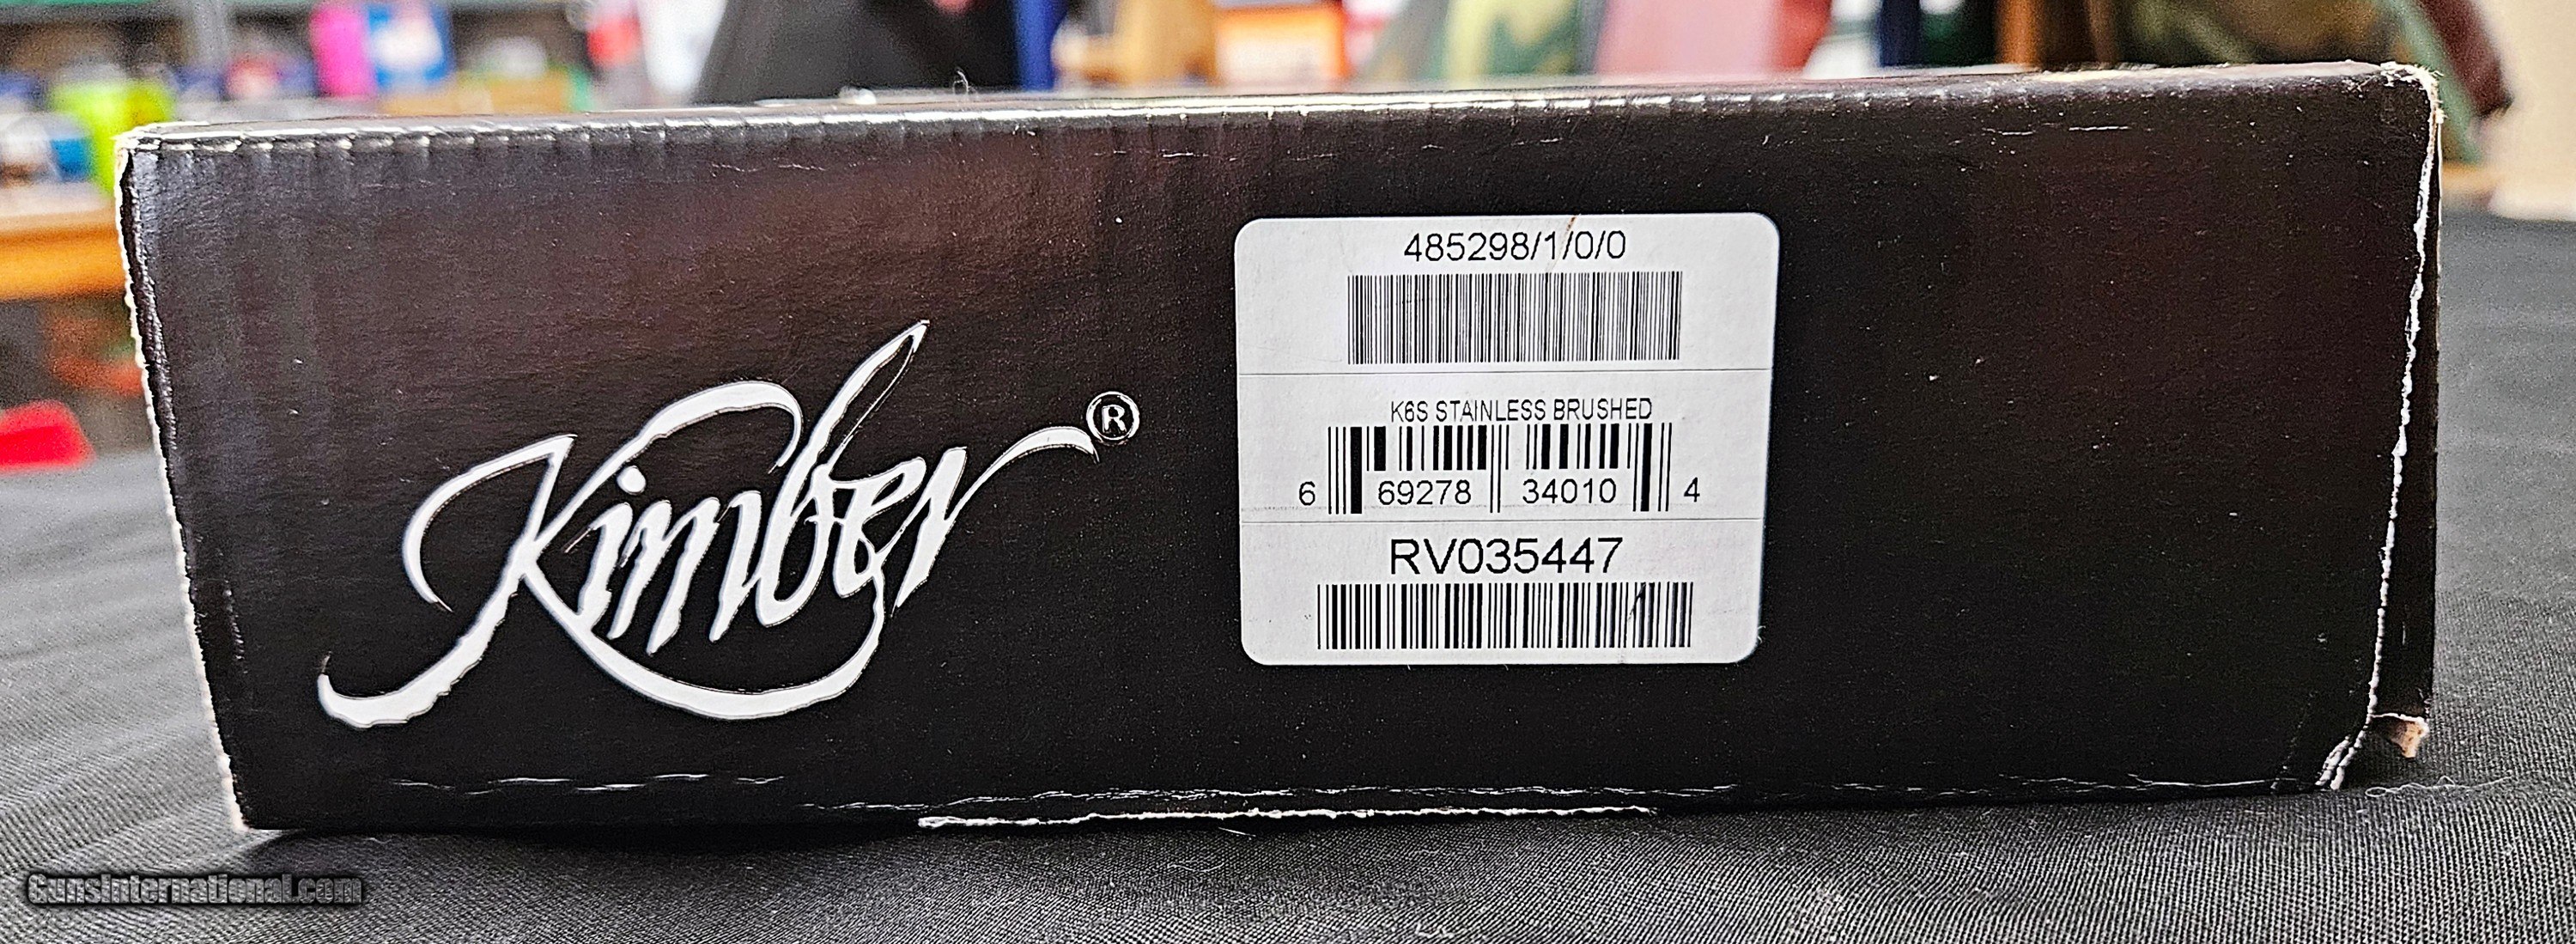 Kimber®
485298/1/0/0
K6S STAINLESS BRUSHED
6 69278 34010 4
RV035447
GunsInternational.com